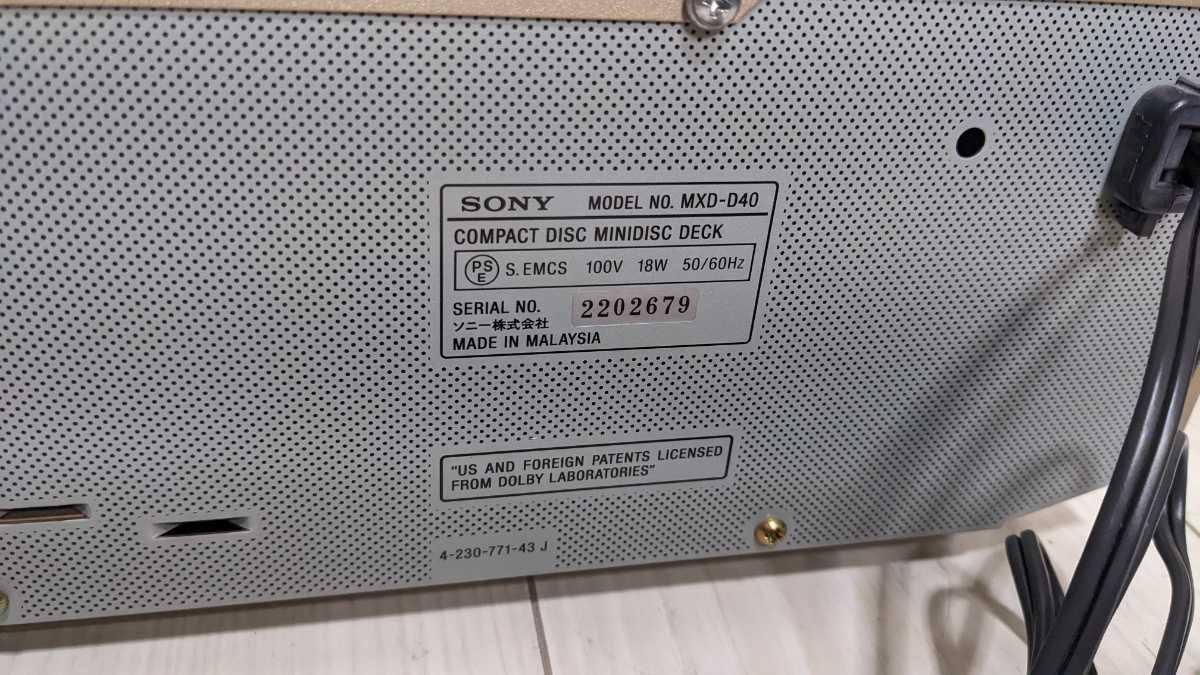 SONY MODEL NO. MXD-D40
COMPACT DISC MINIDISC DECK
PSE S. EMCS 100V 18W 50/60Hz
SERIAL NO. 2202679
ソニー株式会社
MADE IN MALAYSIA
"US AND FOREIGN PATENTS LICENSED
FROM DOLBY LABORATORIES"
4-230-771-43 J